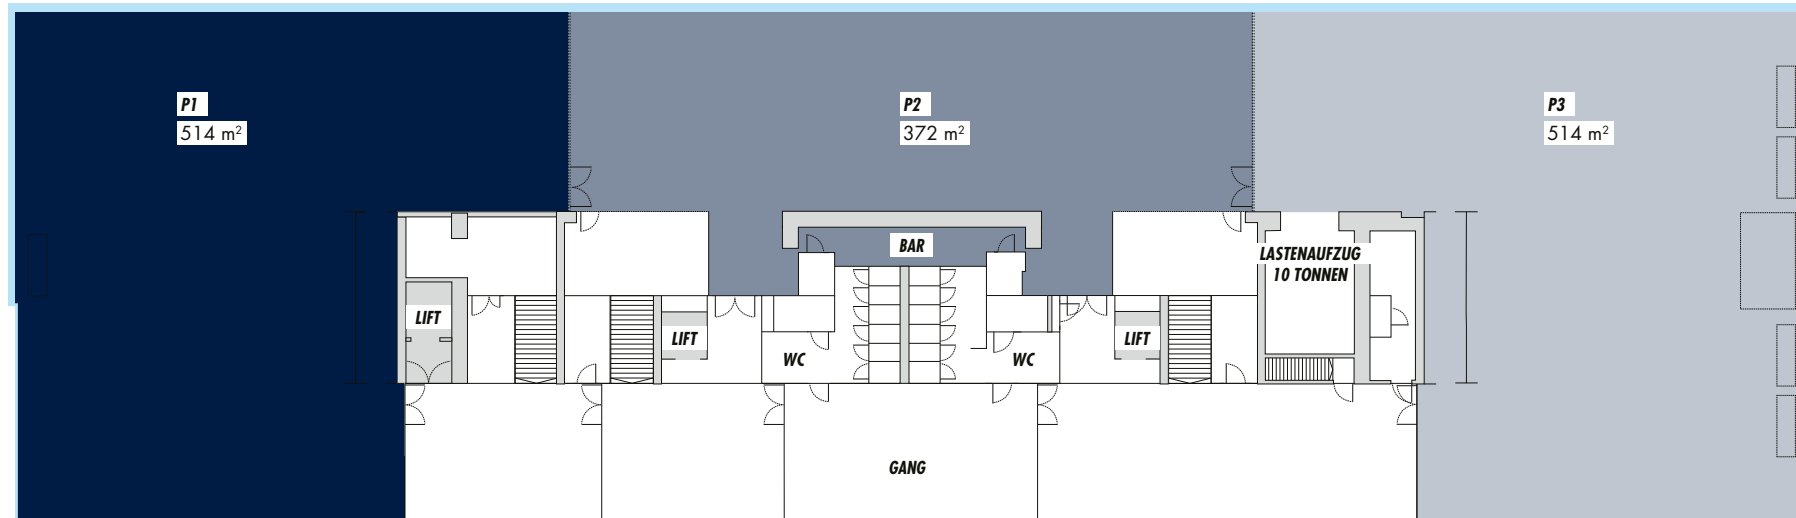 P1
514 m²
P2
372 m²
P3
514 m²
BAR
LASTENAUFZUG
10 TONNEN
LIFT
LIFT
WC
WC
LIFT
GANG